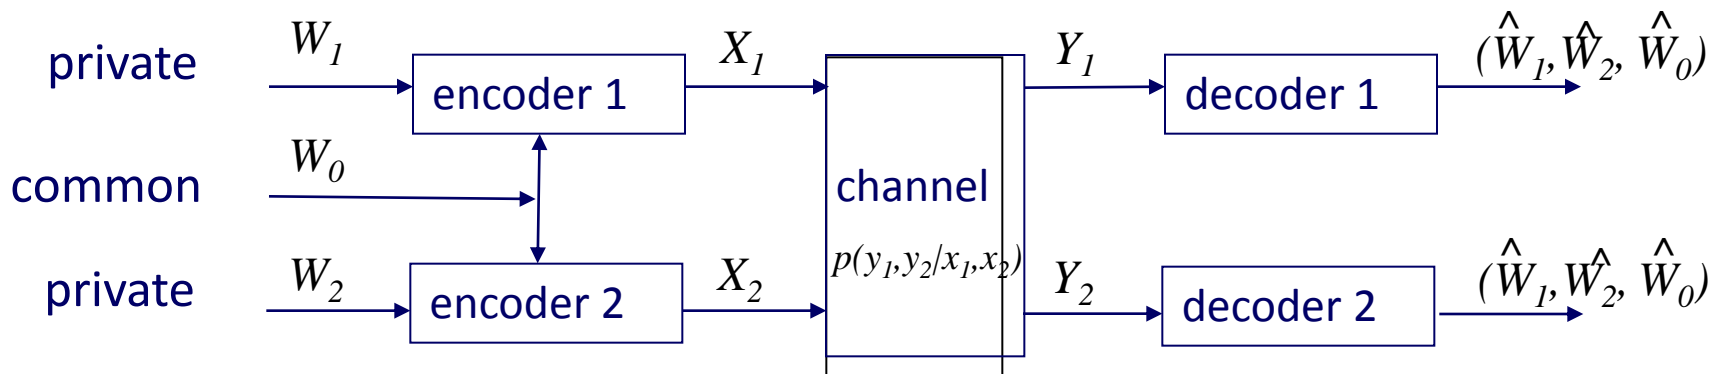 private W₁ encoder 1 X₁ Y₁ decoder 1 (Ŵ₁,Ŵ₂, Ŵ₀)
common W₀ channel
p(y₁,y₂/x₁,x₂)
private W₂ encoder 2 X₂ Y₂ decoder 2 (Ŵ₁,Ŵ₂, Ŵ₀)